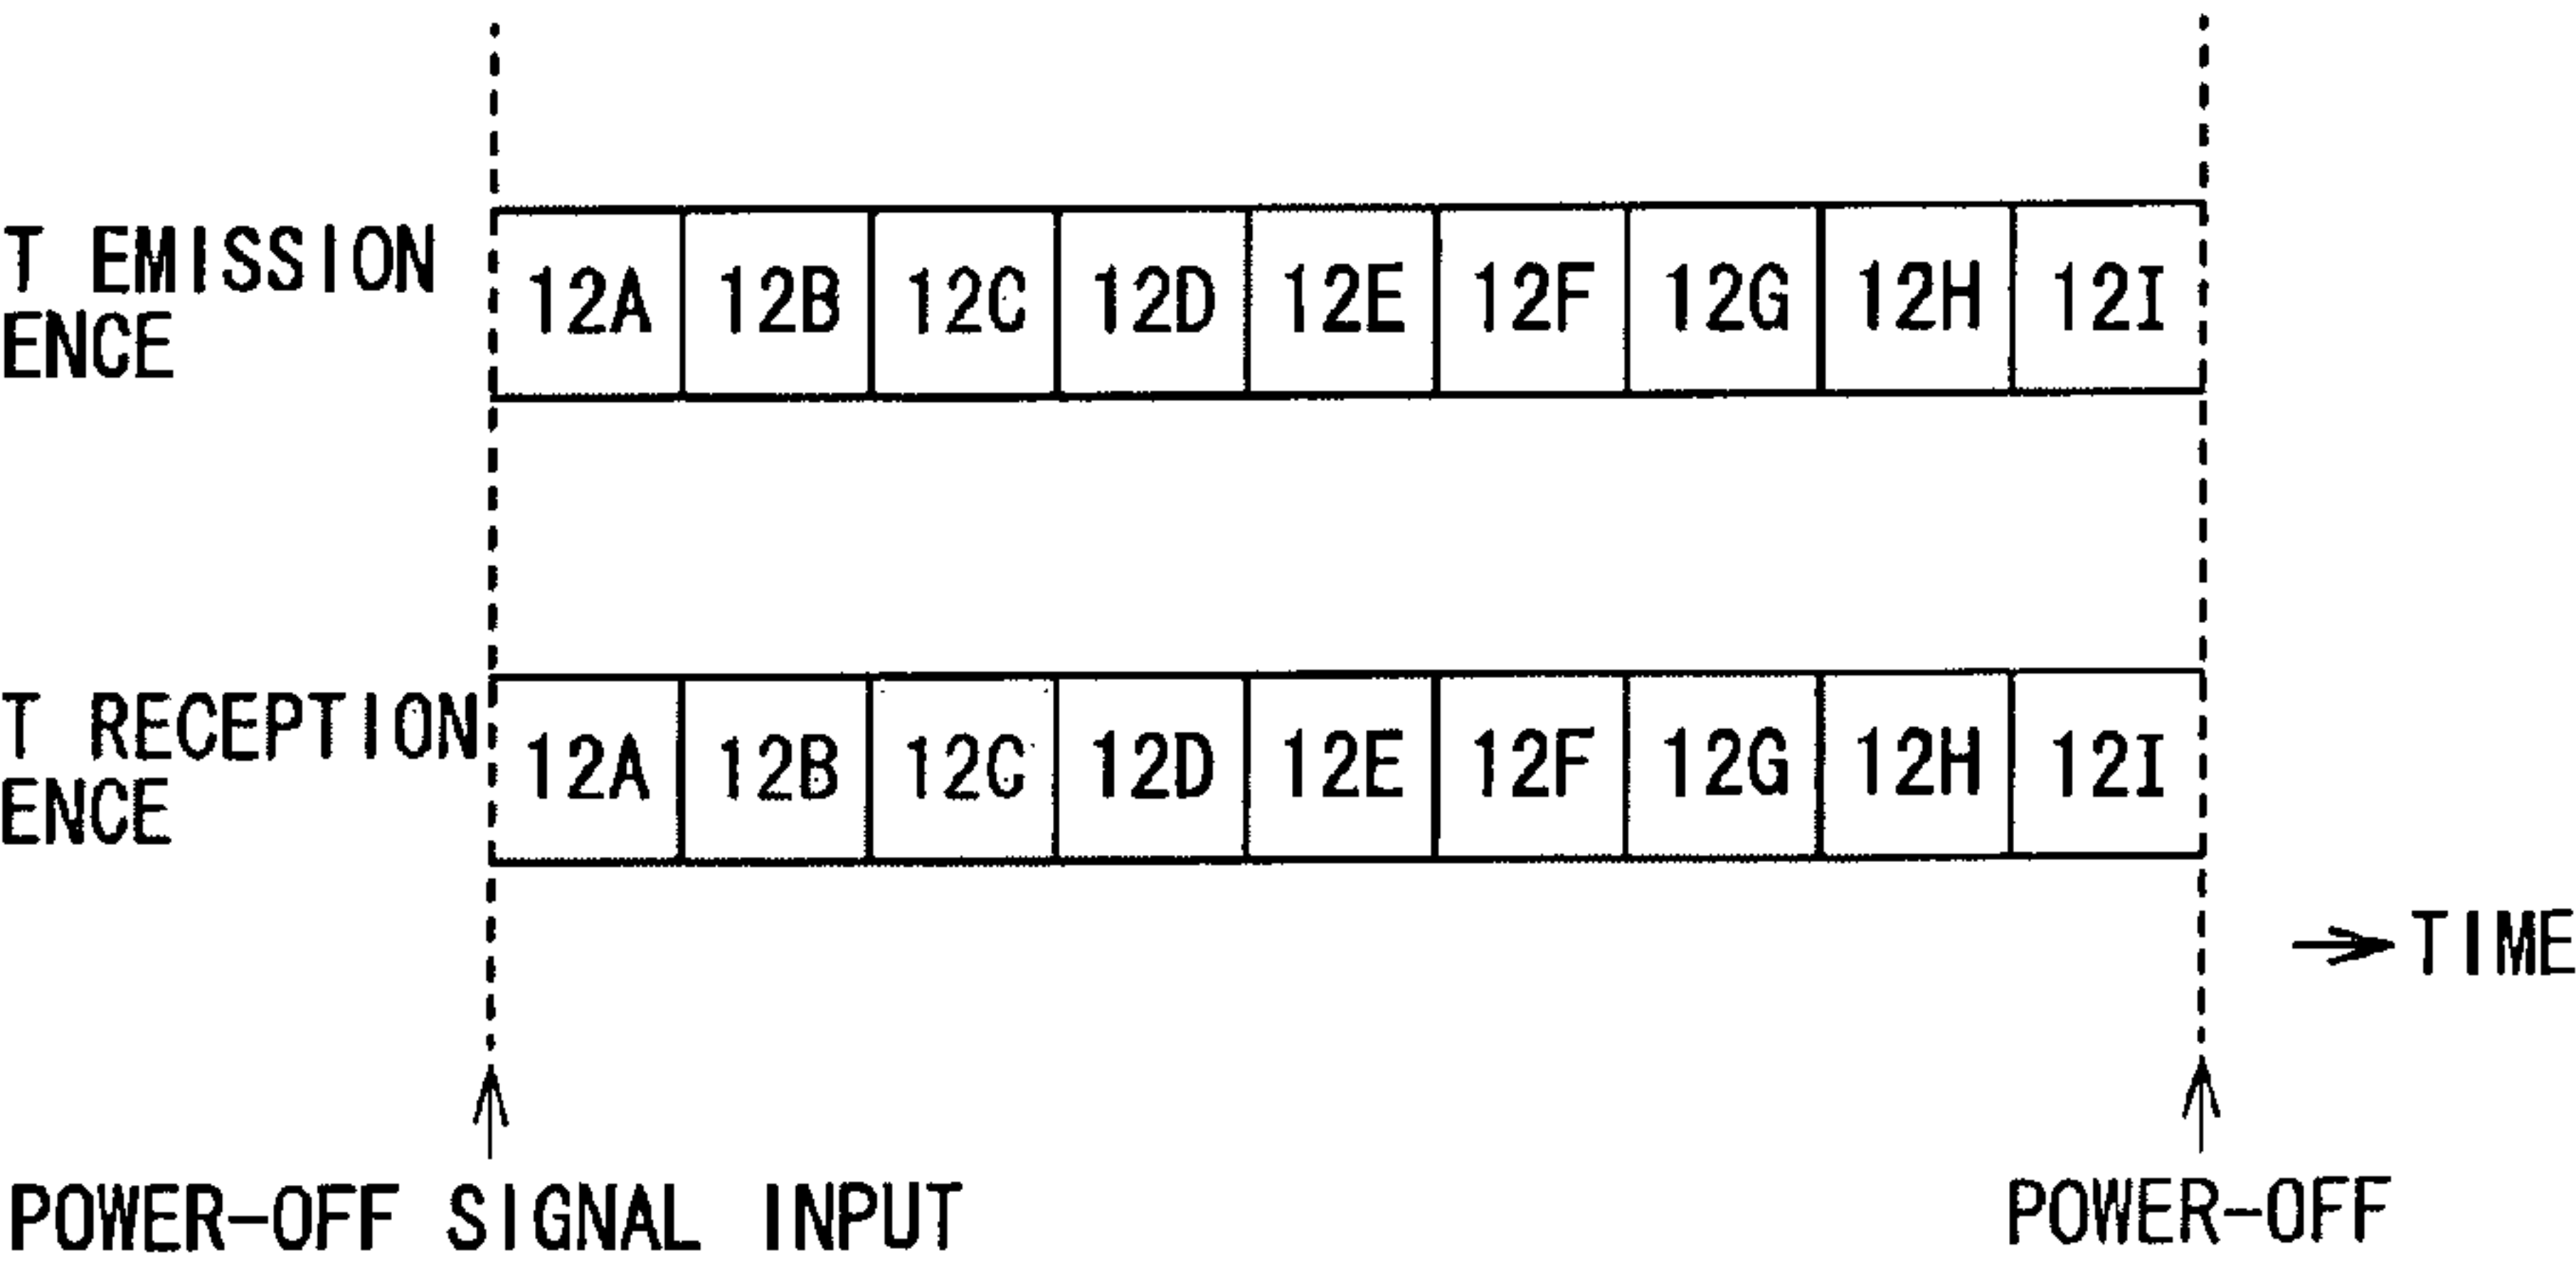 T EMISSION
ENCE
12A 12B 12C 12D 12E 12F 12G 12H 12I
T RECEPTION
ENCE
12A 12B 12C 12D 12E 12F 12G 12H 12I
TIME
POWER-OFF SIGNAL INPUT
POWER-OFF